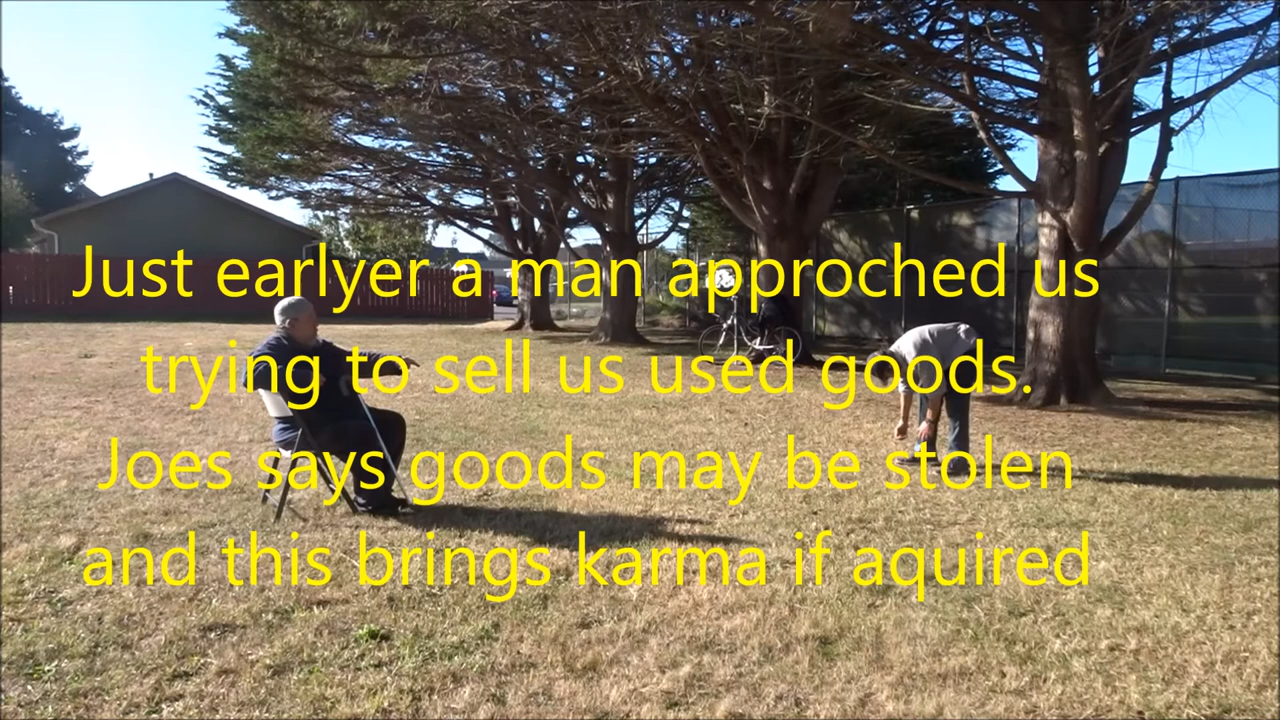 Just earlyer a man approched us
trying to sell us used goods.
Joes says goods may be stolen
and this brings karma if aquired